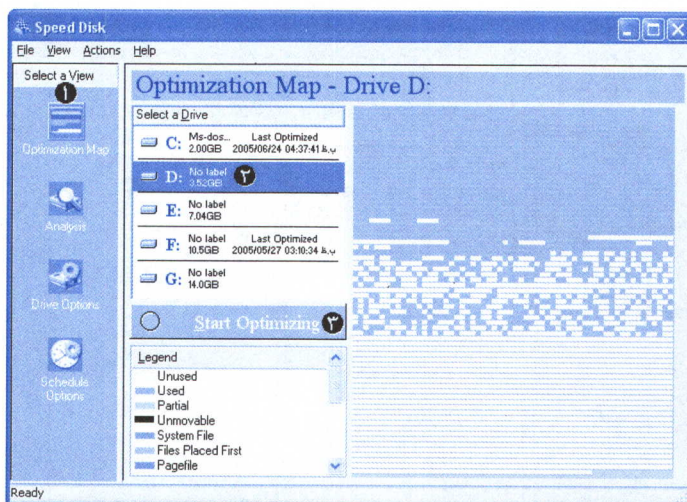 Speed Disk
File View Actions Help
Select a View
۱
Optimization Map
Analysis
Drive Options
Schedule Options
Optimization Map - Drive D:
Select a Drive
C: Ms-dos... Last Optimized
2.00GB 2005/06/24 04:37:41 ب.ظ
D: No label ۲
3.52GB
E: No label
7.04GB
F: No label Last Optimized
10.5GB 2005/05/27 03:10:34 ب.ظ
G: No label
14.0GB
Start Optimizing ۳
Legend
Unused
Used
Partial
Unmovable
System File
Files Placed First
Pagefile
Ready